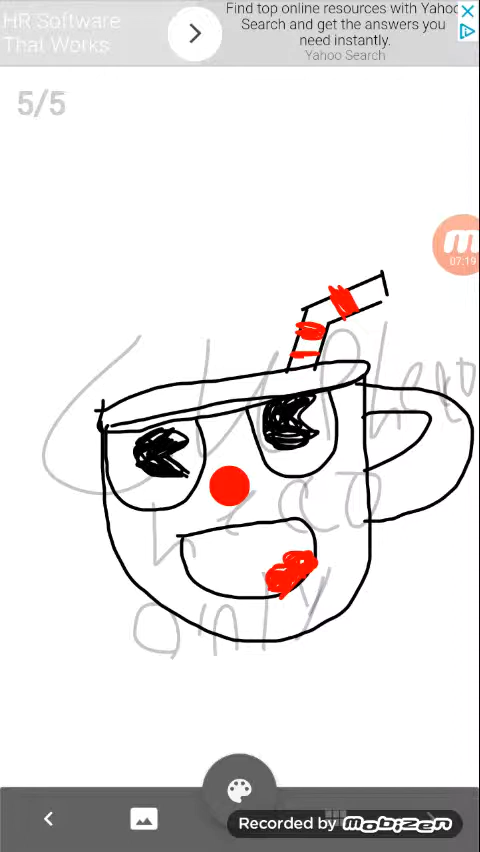 HR Software
That Works
Find top online resources with Yahoo
Search and get the answers you
need instantly.
Yahoo Search
5/5
07:19
only
Recorded by mobizen